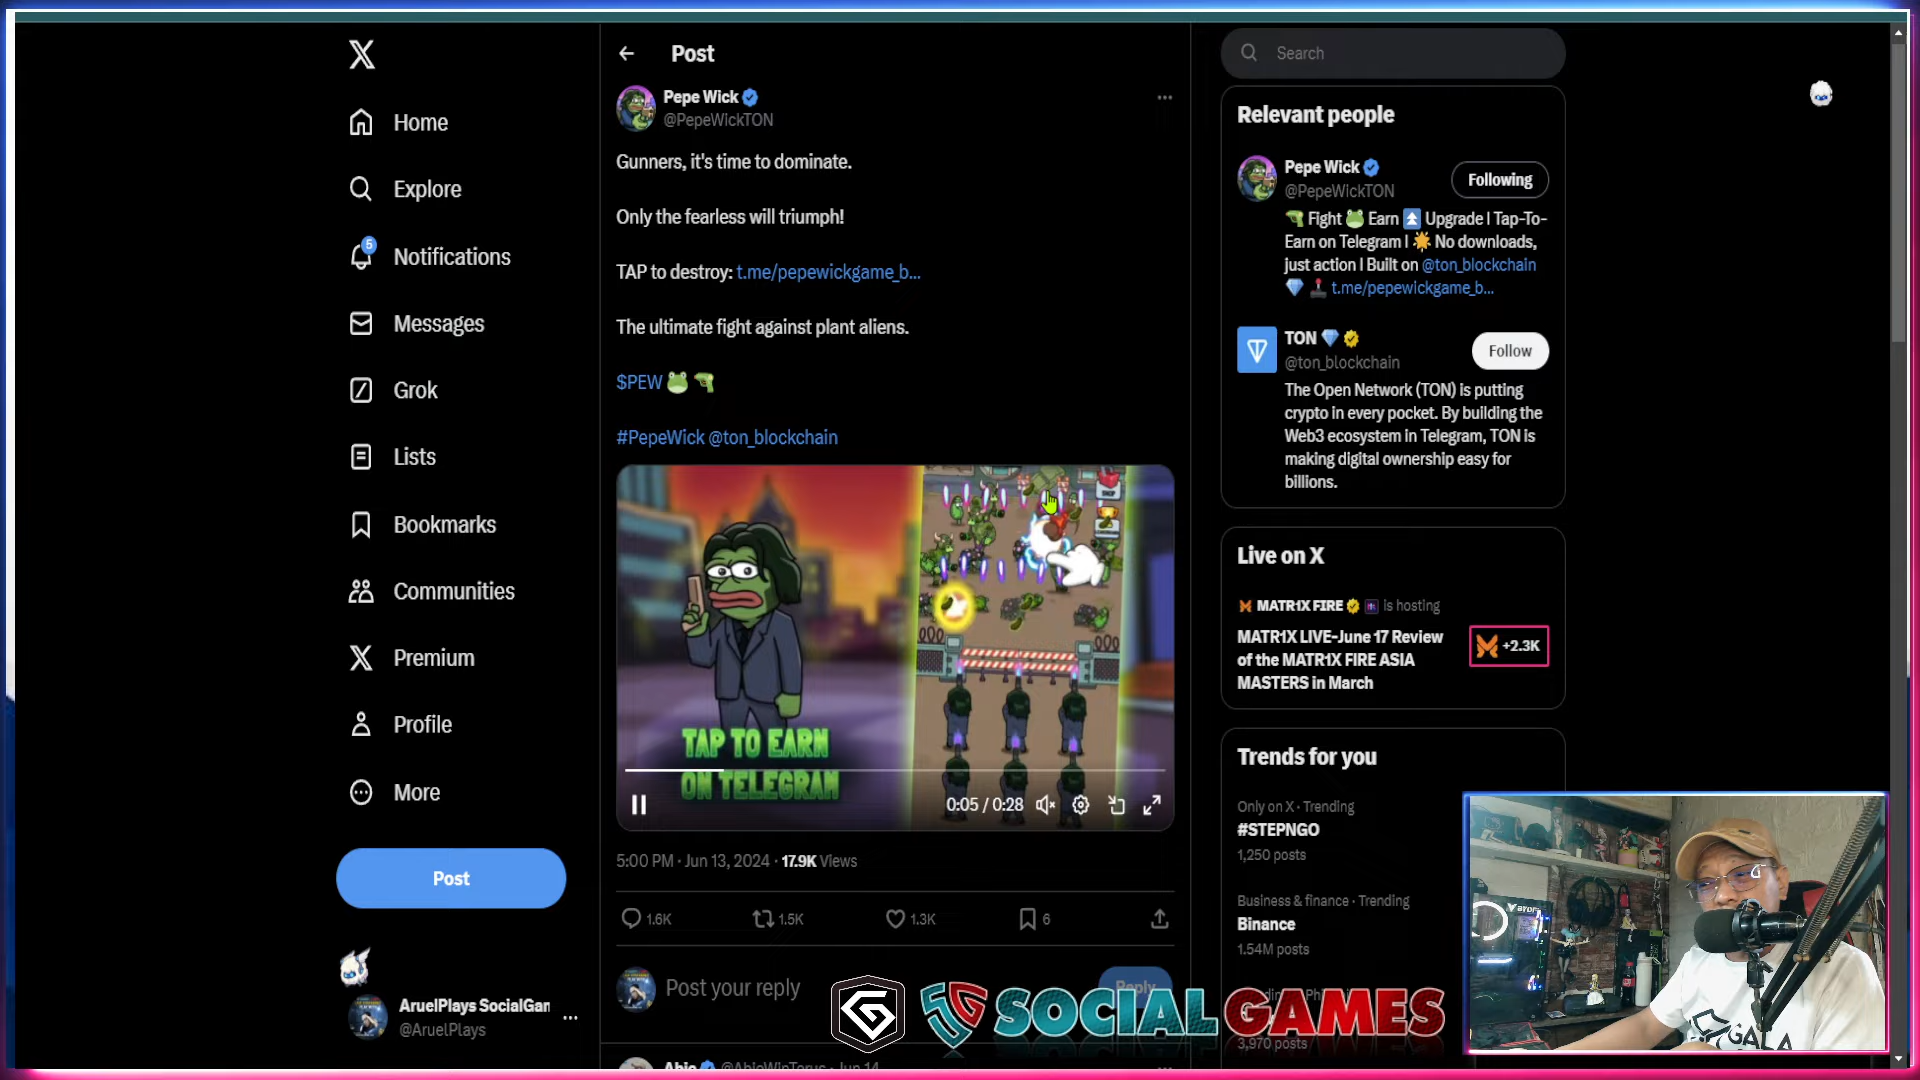 Home
Explore
5
Notifications
Messages
Grok
Lists
Bookmarks
Communities
Premium
Profile
More
Post
AruelPlays SocialGan
@AruelPlays
Post
Pepe Wick
@PepeWickTON
Gunners, it's time to dominate.
Only the fearless will triumph!
TAP to destroy: t.me/pepewickgame_b...
The ultimate fight against plant aliens.
$PEW
#PepeWick @ton_blockchain
SHOP
TAP TO EARN
ON TELEGRAM
0:05 / 0:28
5:00 PM · Jun 13, 2024 · 17.9K Views
1.6K
1.5K
1.3K
6
Post your reply
Reply
SOCIALGAMES
@AbieWinTorus · Jun 14
Search
Relevant people
Pepe Wick
@PepeWickTON
Following
Fight Earn Upgrade I Tap-To-
Earn on Telegram I No downloads,
just action I Built on @ton_blockchain
t.me/pepewickgame_b...
TON
@ton_blockchain
Follow
The Open Network (TON) is putting
crypto in every pocket. By building the
Web3 ecosystem in Telegram, TON is
making digital ownership easy for
billions.
Live on X
MATR1X FIRE is hosting
MATR1X LIVE-June 17 Review
of the MATR1X FIRE ASIA
MASTERS in March
+2.3K
Trends for you
Only on X · Trending
#STEPNGO
1,250 posts
Business & finance · Trending
Binance
1.54M posts
3,970 posts
GALA